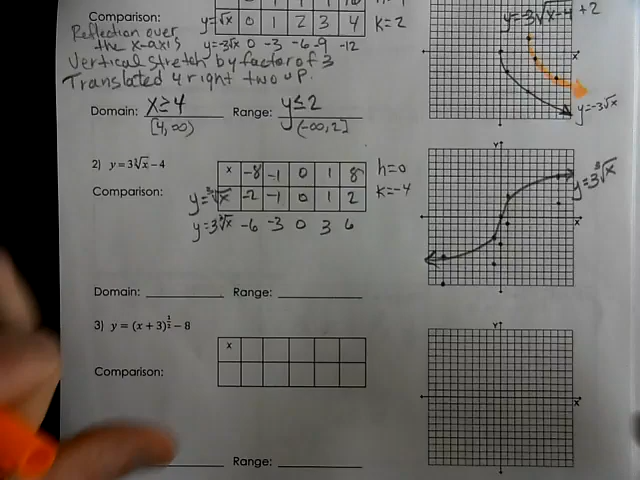 Comparison:
y=√x 0 1 2 3 4 k=2
Reflection over
the x-axis
y=-3√x 0 -3 -6 -9 -12
Vertical stretch by factor of 3
Translated 4 right two up.
y=-3√x-4 +2
x
y=-3√x
Domain: x≥4 Range: y≤2
[4,∞) (-∞,2]
2) y = 3∛x − 4
x -8 -1 0 1 8 h=0
Comparison: y=∛x -2 -1 0 1 2 k=-4
y=3∛x -6 -3 0 3 6
Y
y=3∛x
x
Domain: Range:
3) y = (x + 3)^(1/2) − 8
x
Comparison:
Y
x
Range: